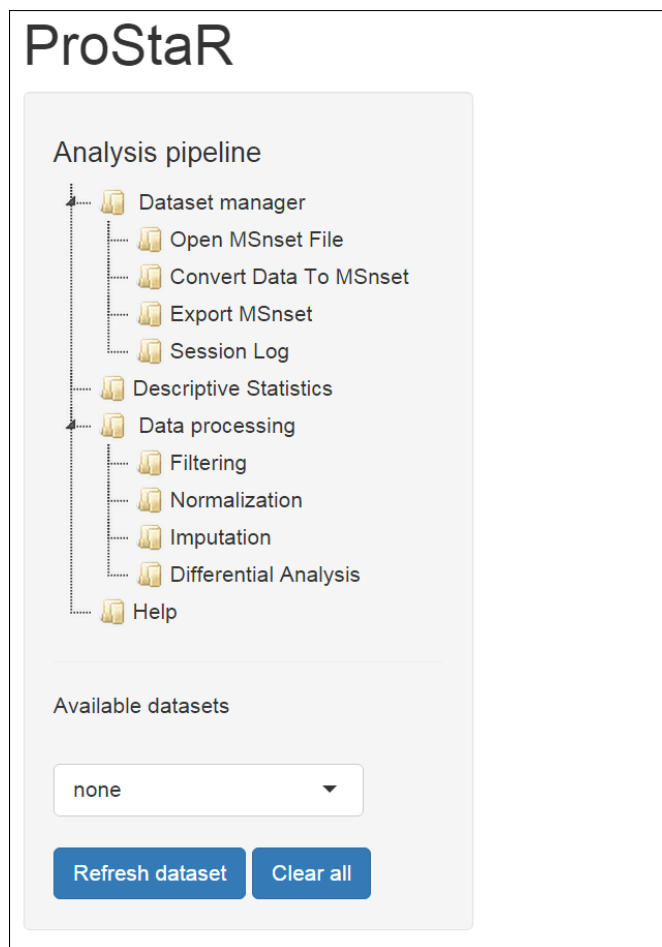 ProStaR
Analysis pipeline
Dataset manager
Open MSnset File
Convert Data To MSnset
Export MSnset
Session Log
Descriptive Statistics
Data processing
Filtering
Normalization
Imputation
Differential Analysis
Help
Available datasets
none
Refresh dataset Clear all